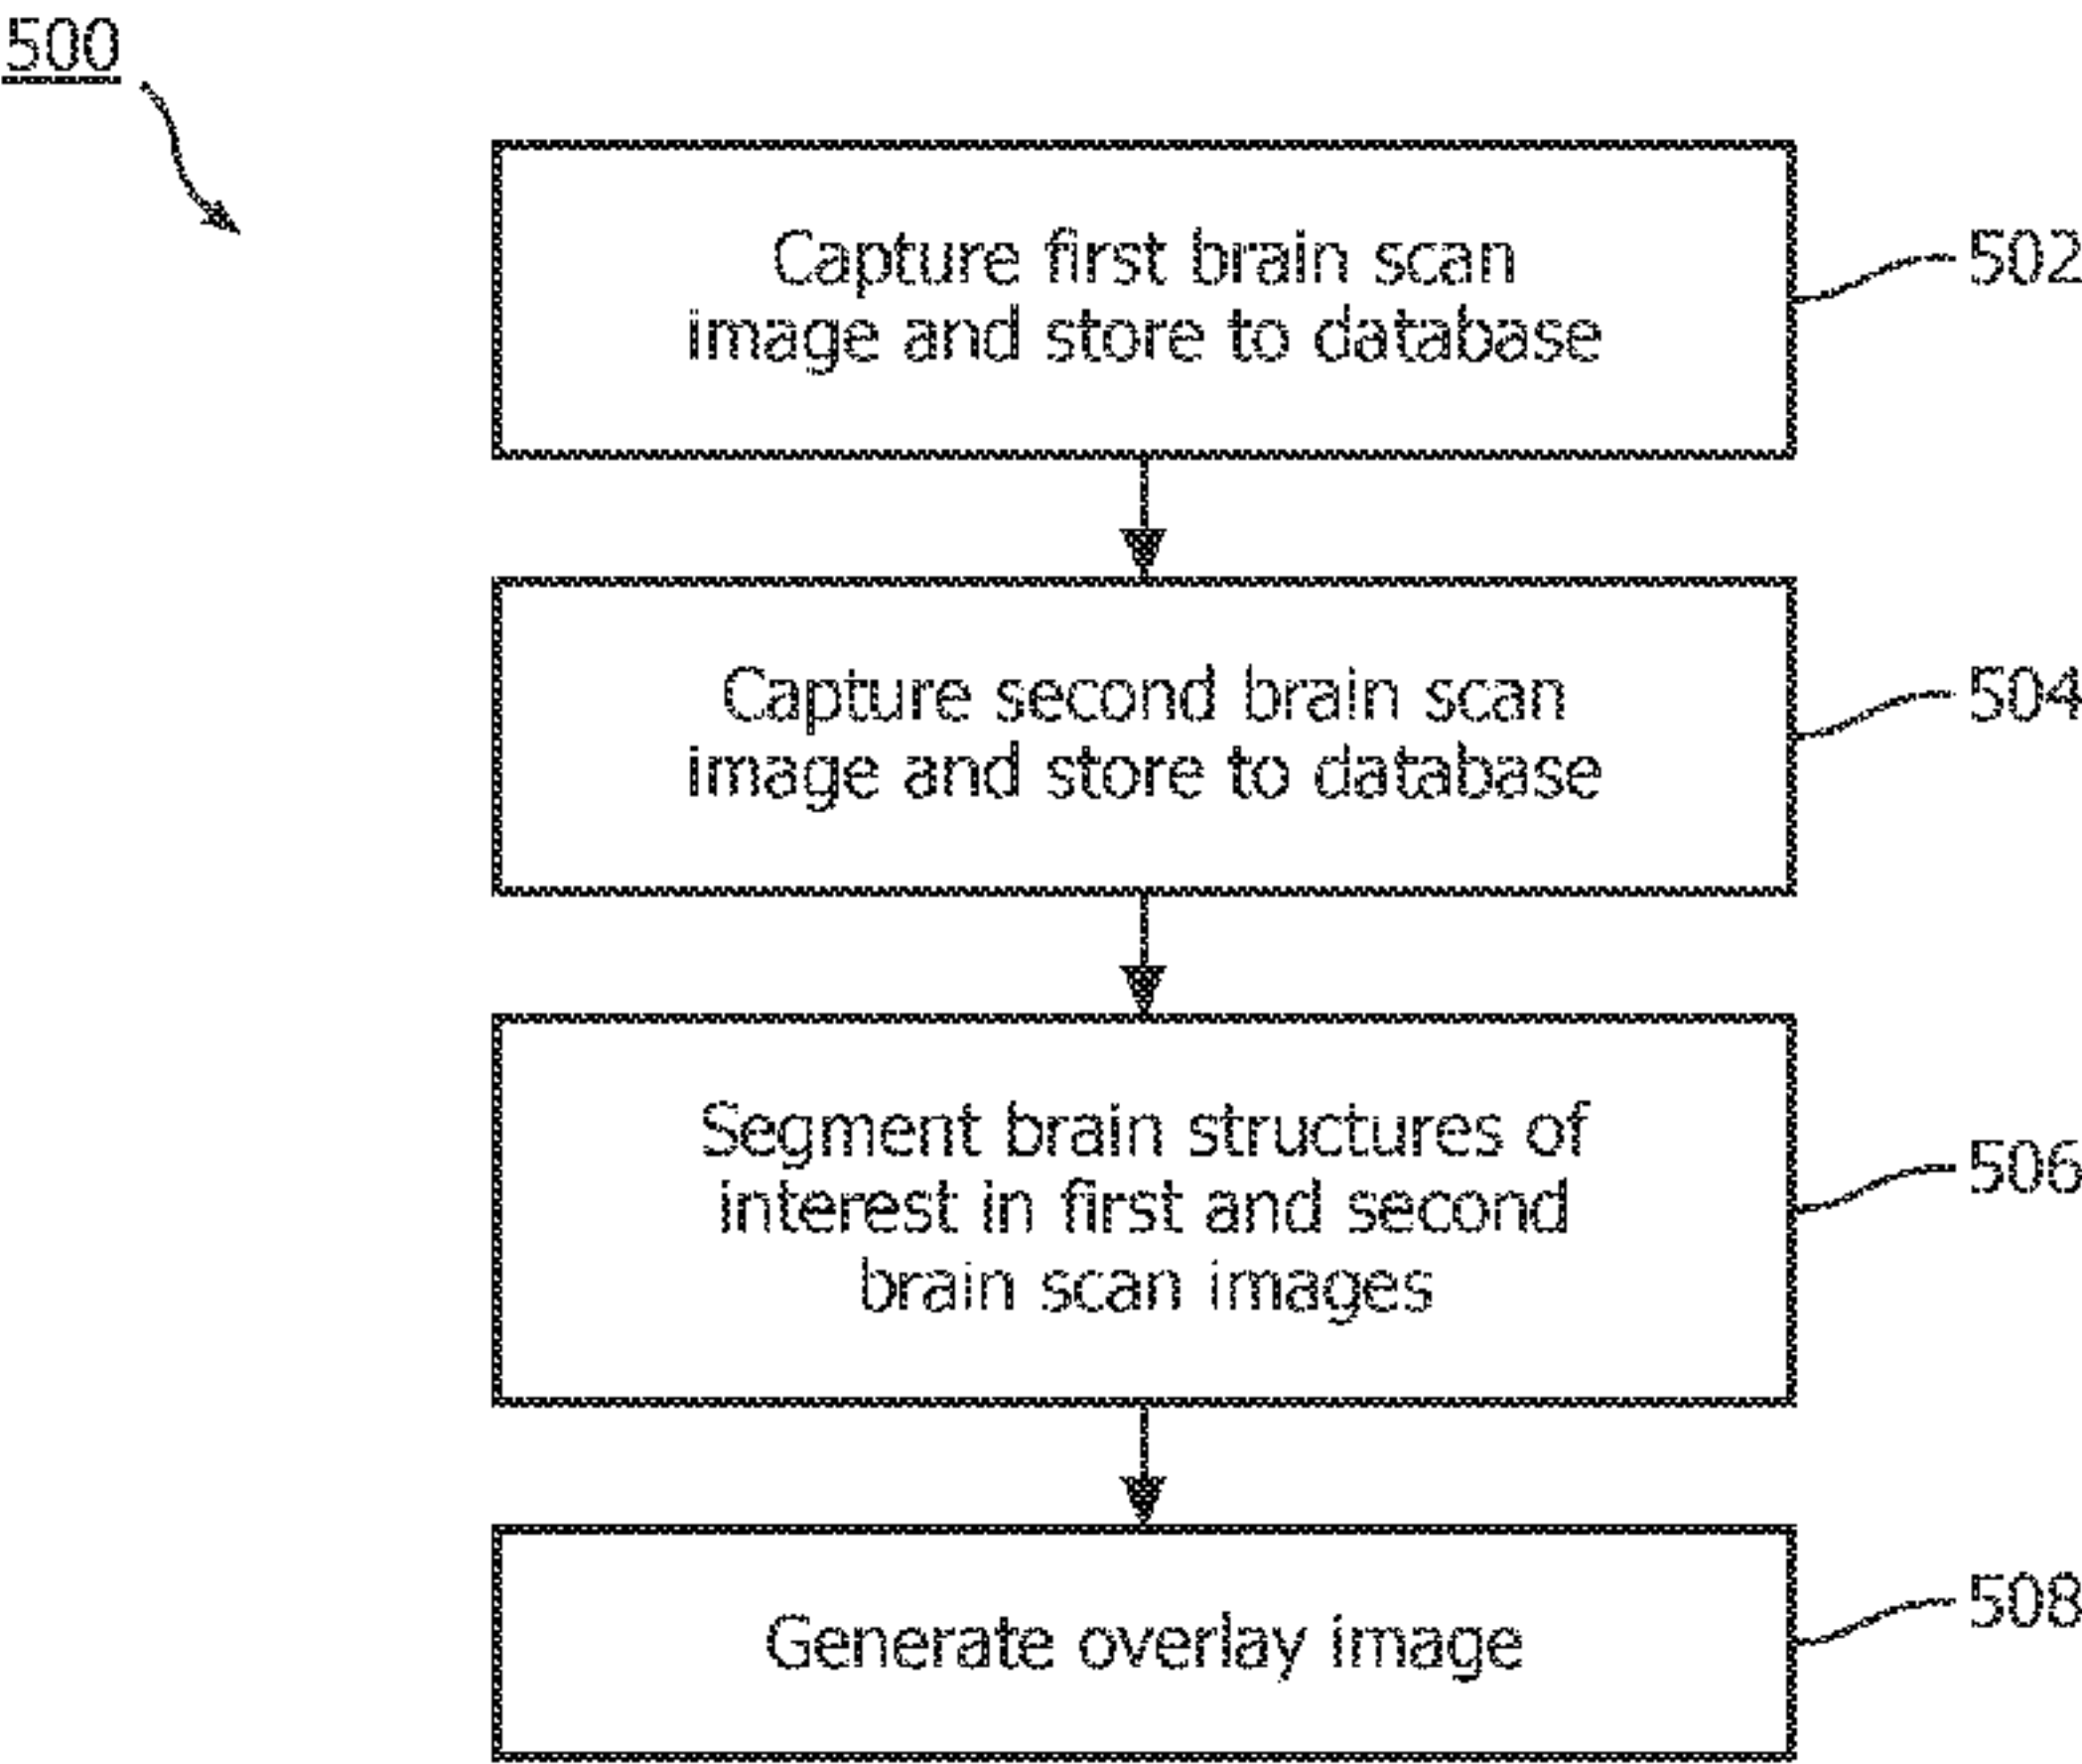 500
Capture first brain scan
image and store to database
502
Capture second brain scan
image and store to database
504
Segment brain structures of
interest in first and second
brain scan images
506
Generate overlay image
508